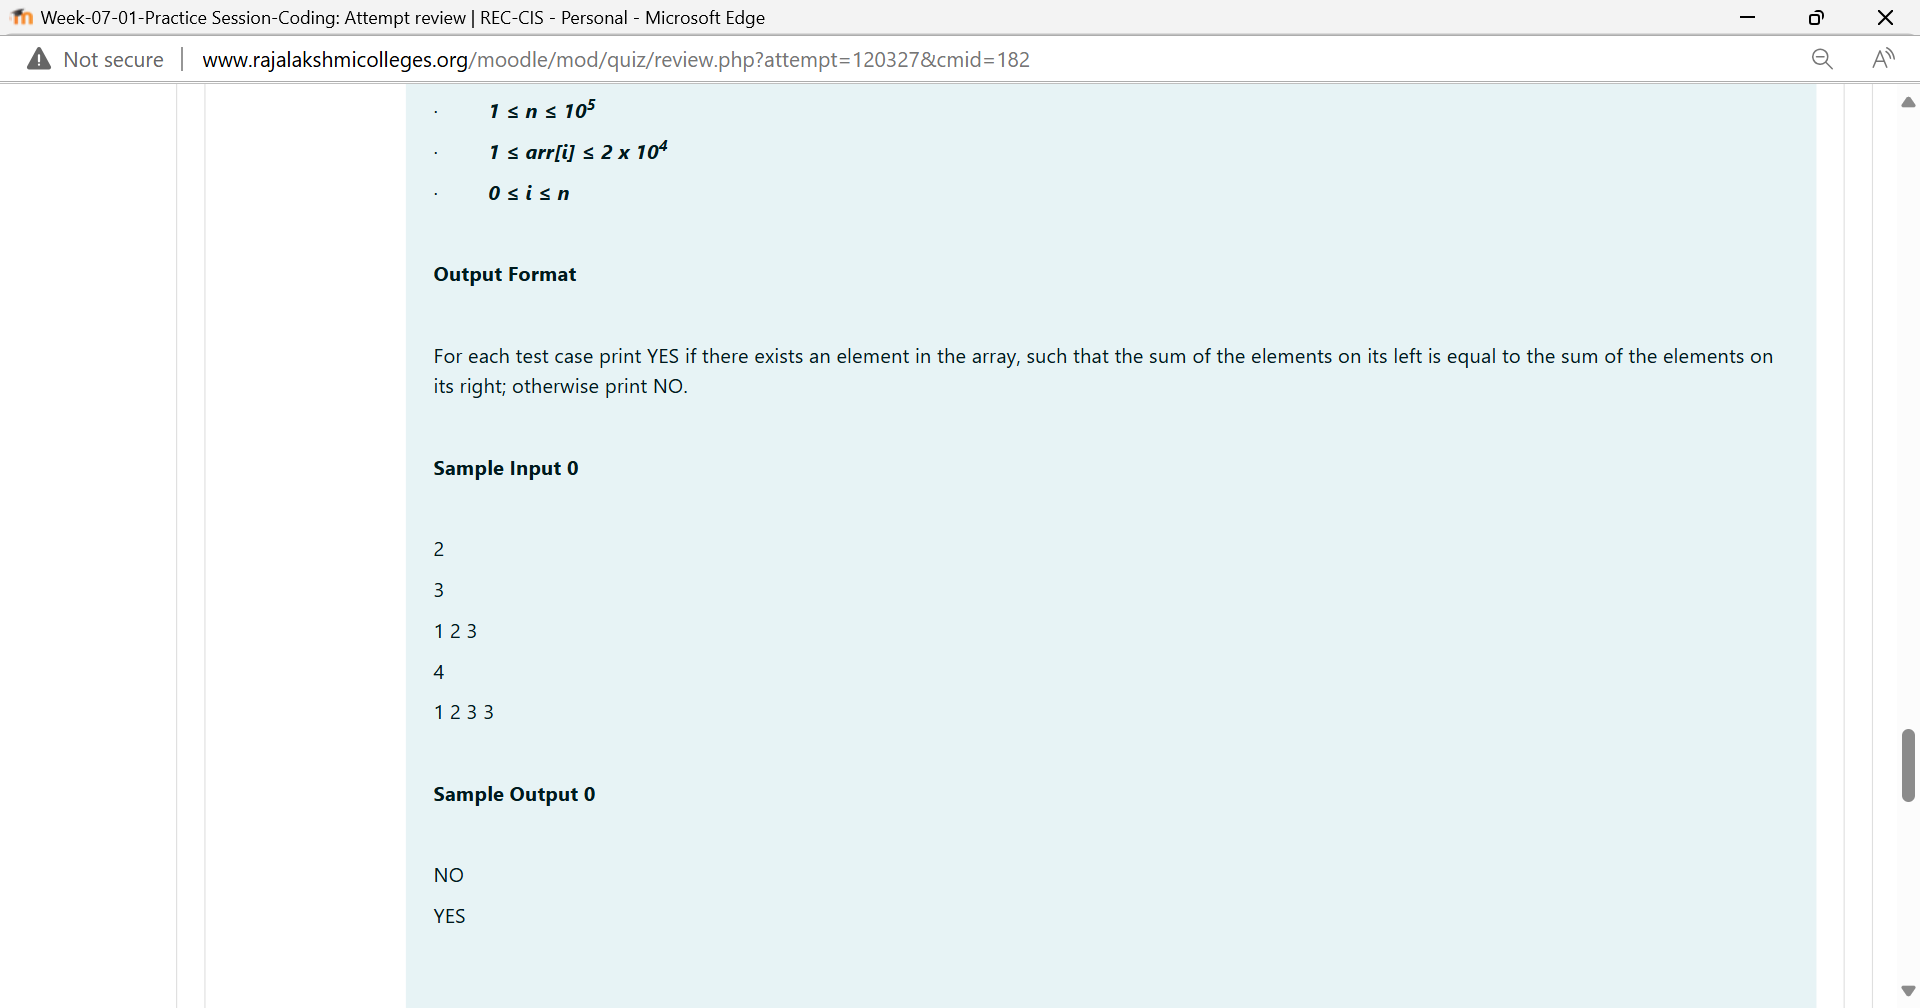 Week-07-01-Practice Session-Coding: Attempt review | REC-CIS - Personal - Microsoft Edge
Not secure | www.rajalakshmicolleges.org/moodle/mod/quiz/review.php?attempt=120327&cmid=182
· 1 ≤ n ≤ 10⁵
· 1 ≤ arr[i] ≤ 2 x 10⁴
· 0 ≤ i ≤ n
Output Format
For each test case print YES if there exists an element in the array, such that the sum of the elements on its left is equal to the sum of the elements on
its right; otherwise print NO.
Sample Input 0
2
3
1 2 3
4
1 2 3 3
Sample Output 0
NO
YES